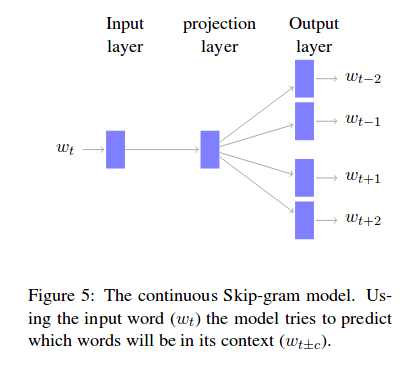 Input projection Output
layer layer layer
w_{t−2}
w_{t−1}
w_t
w_{t+1}
w_{t+2}
Figure 5: The continuous Skip-gram model. Us-
ing the input word (w_t) the model tries to predict
which words will be in its context (w_{t±c}).